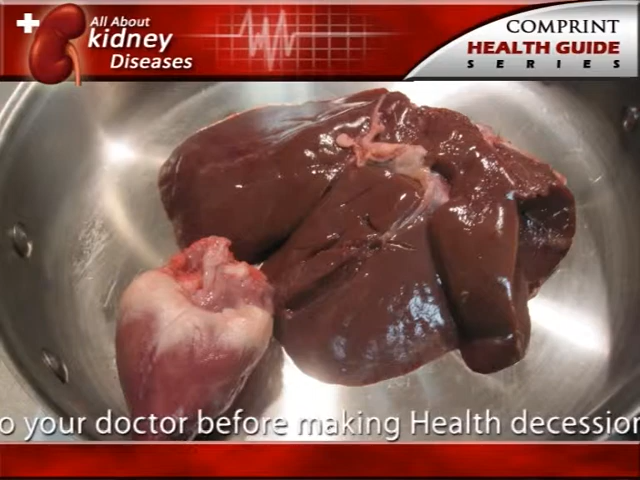 All About
kidney
Diseases
COMPRINT
HEALTH GUIDE
SERIES
o your doctor before making Health decession